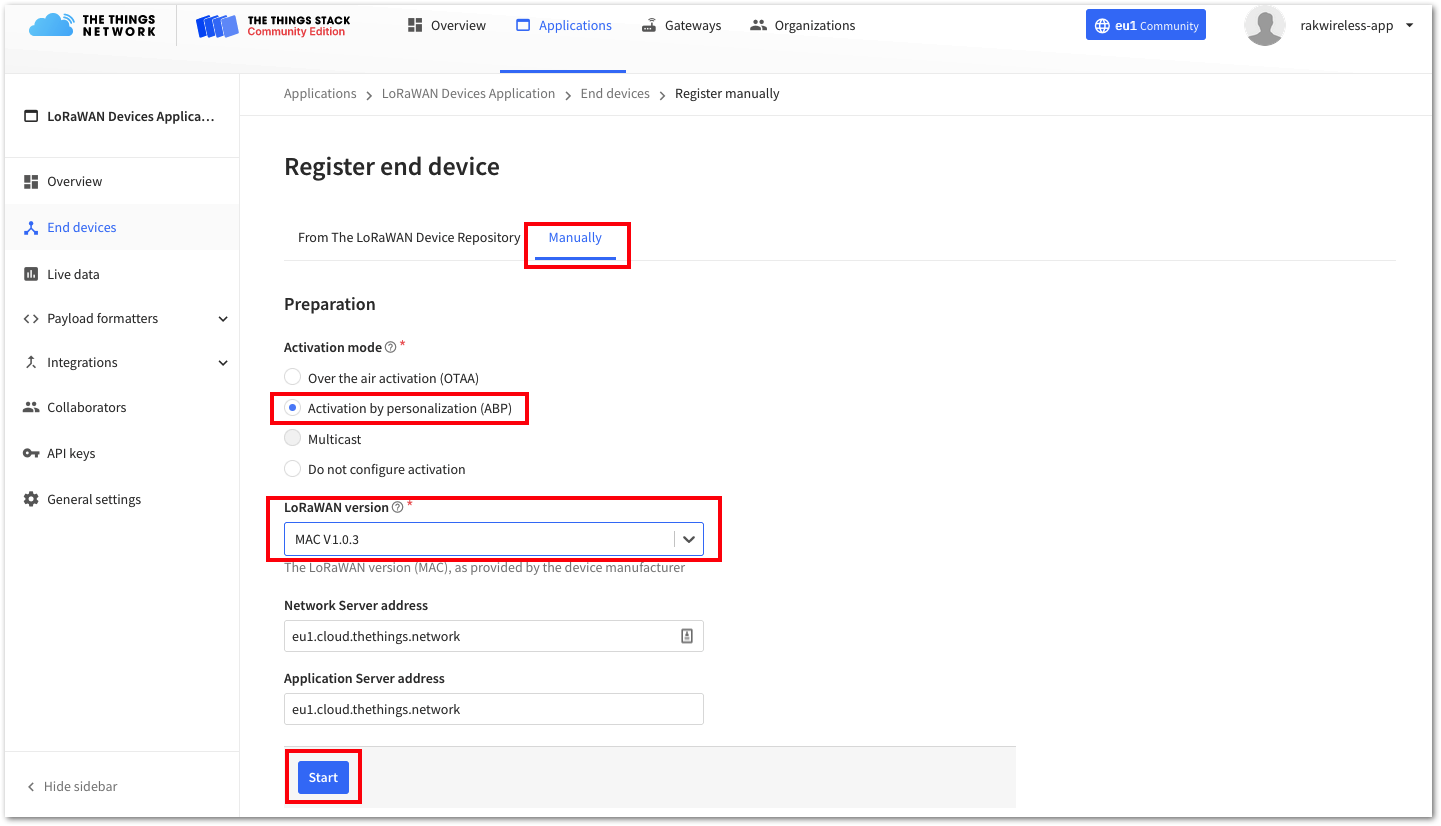 THE THINGS
NETWORK
THE THINGS STACK
Community Edition
Overview
Applications
Gateways
Organizations
eu1 Community
rakwireless-app
LoRaWAN Devices Applica...
Overview
End devices
Live data
Payload formatters
Integrations
Collaborators
API keys
General settings
Hide sidebar
Applications > LoRaWAN Devices Application > End devices > Register manually
Register end device
From The LoRaWAN Device Repository
Manually
Preparation
Activation mode *
Over the air activation (OTAA)
Activation by personalization (ABP)
Multicast
Do not configure activation
LoRaWAN version *
MAC V1.0.3
The LoRaWAN version (MAC), as provided by the device manufacturer
Network Server address
eu1.cloud.thethings.network
Application Server address
eu1.cloud.thethings.network
Start